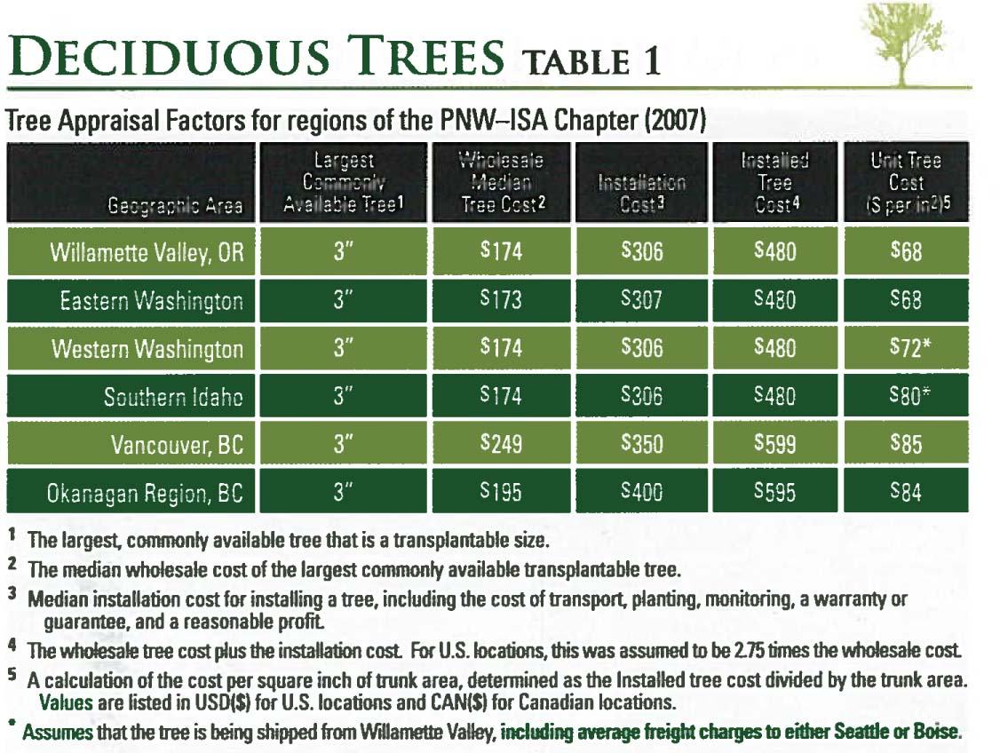 DECIDUOUS TREES TABLE 1
Tree Appraisal Factors for regions of the PNW–ISA Chapter (2007)
Geographic Area Largest Commonly Available Tree1 Wholesale Median Tree Cost2 Installation Cost3 Installed Tree Cost4 Unit Tree Cost ($ per in2)5
Willamette Valley, OR 3" $174 $306 $480 $68
Eastern Washington 3" $173 $307 $480 $68
Western Washington 3" $174 $306 $480 $72*
Southern Idaho 3" $174 $306 $480 $80*
Vancouver, BC 3" $249 $350 $599 $85
Okanagan Region, BC 3" $195 $400 $595 $84
1 The largest, commonly available tree that is a transplantable size.
2 The median wholesale cost of the largest commonly available transplantable tree.
3 Median installation cost for installing a tree, including the cost of transport, planting, monitoring, a warranty or
guarantee, and a reasonable profit.
4 The wholesale tree cost plus the installation cost. For U.S. locations, this was assumed to be 2.75 times the wholesale cost.
5 A calculation of the cost per square inch of trunk area, determined as the Installed tree cost divided by the trunk area.
Values are listed in USD($) for U.S. locations and CAN($) for Canadian locations.
* Assumes that the tree is being shipped from Willamette Valley, including average freight charges to either Seattle or Boise.